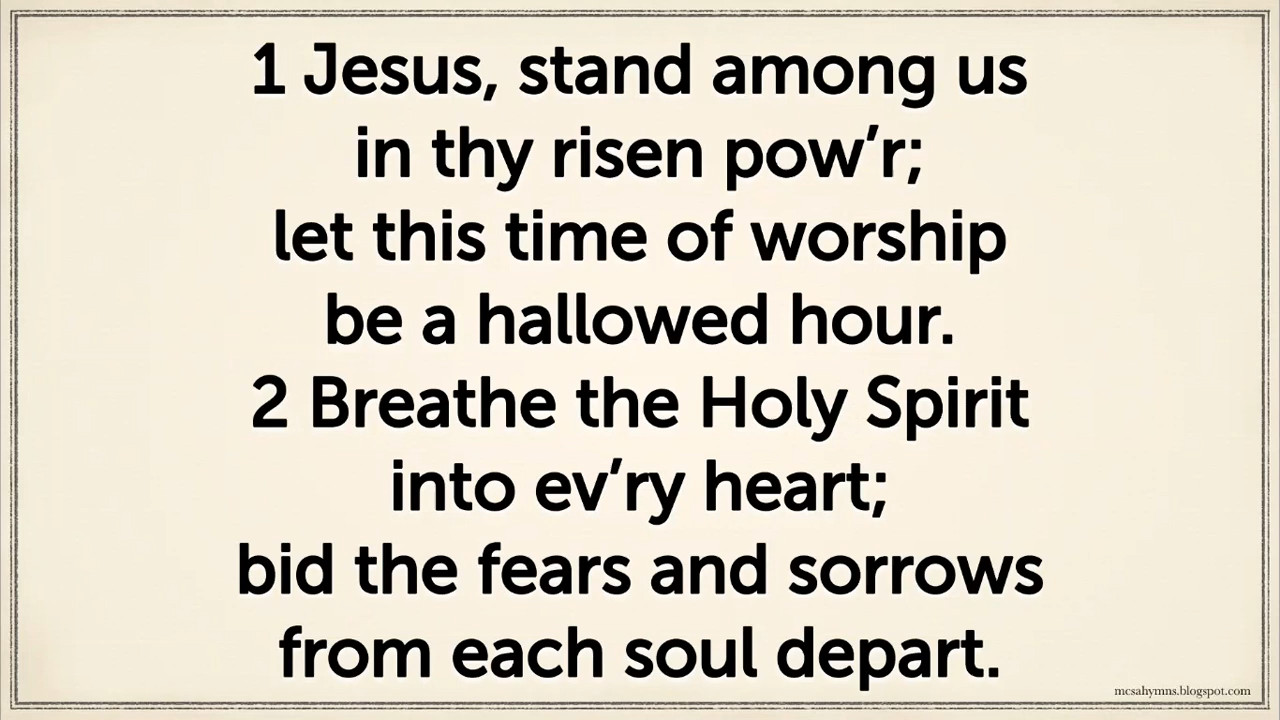 1 Jesus, stand among us
in thy risen pow’r;
let this time of worship
be a hallowed hour.
2 Breathe the Holy Spirit
into ev’ry heart;
bid the fears and sorrows
from each soul depart.
mcsahymns.blogspot.com